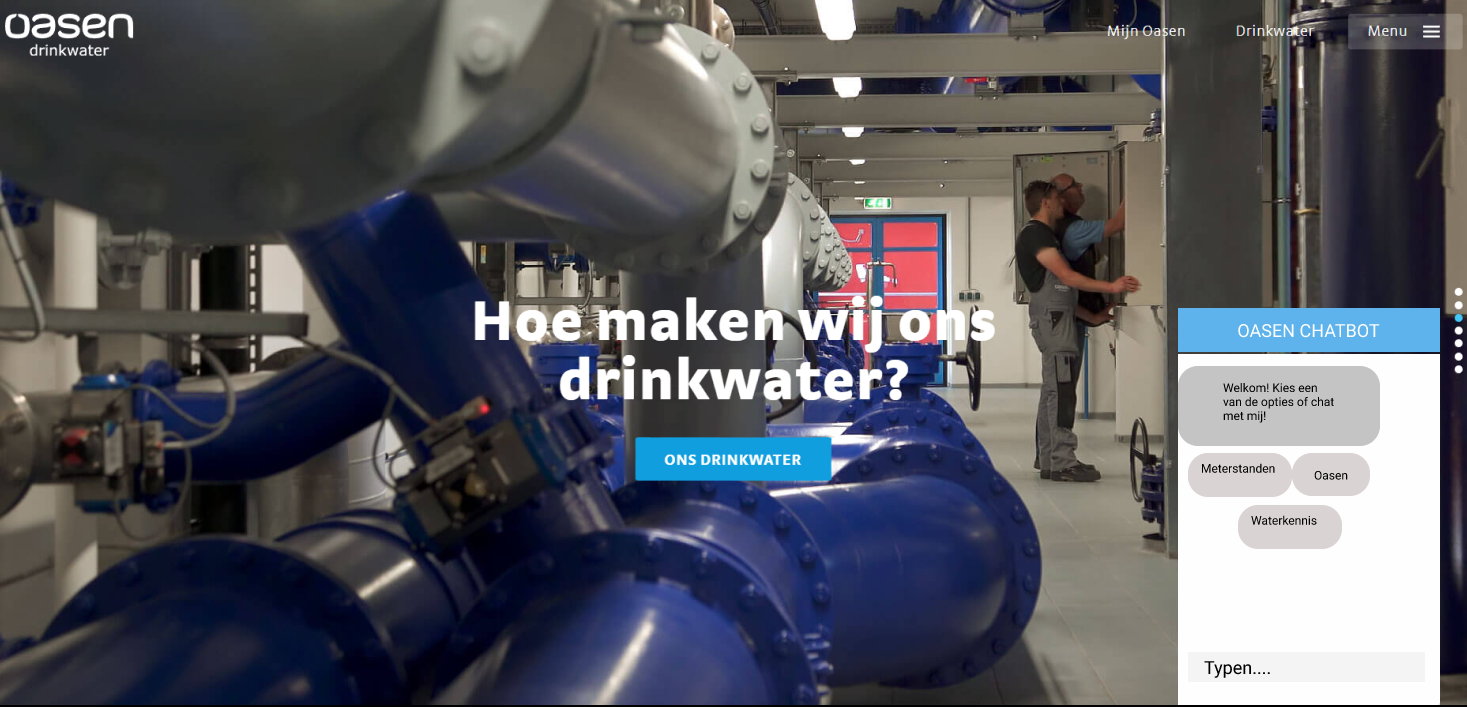 oasen
drinkwater
Mijn Oasen
Drinkwater
Menu
Hoe maken wij ons
drinkwater?
ONS DRINKWATER
OASEN CHATBOT
Welkom! Kies een
van de opties of chat
met mij!
Meterstanden
Oasen
Waterkennis
Typen....